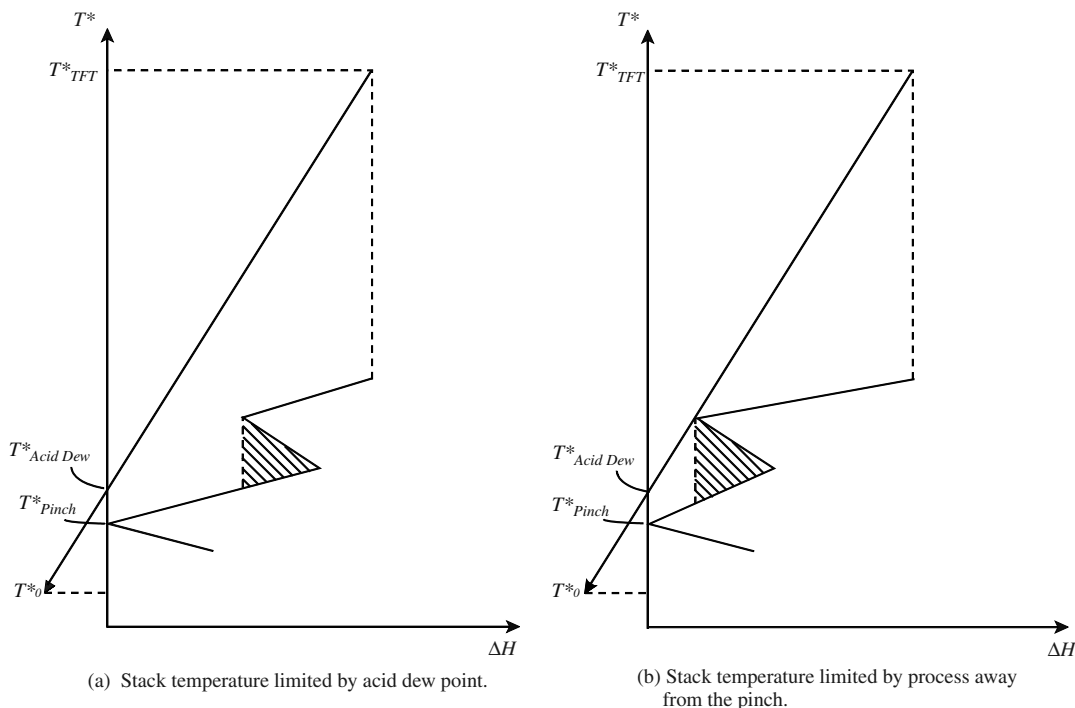 T*
T*TFT
T*Acid Dew
T*Pinch
T*0
ΔH
(a) Stack temperature limited by acid dew point.
T*
T*TFT
T*Acid Dew
T*Pinch
T*0
ΔH
(b) Stack temperature limited by process away
from the pinch.